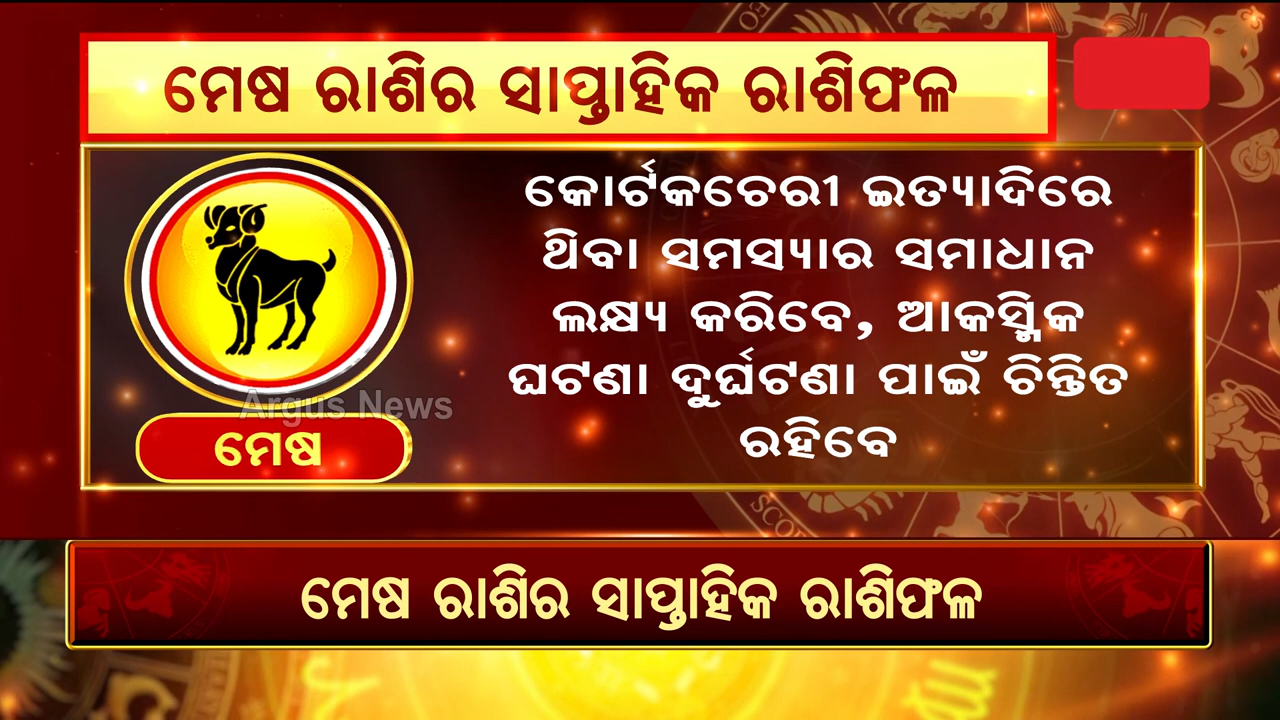 ମେଷ ରାଶିର ସାପ୍ତାହିକ ରାଶିଫଳ
କୋର୍ଟକଚେରୀ ଇତ୍ୟାଦିରେ
ଥିବା ସମସ୍ୟାର ସମାଧାନ
ଲକ୍ଷ୍ୟ କରିବେ, ଆକସ୍ମିକ
ଘଟଣା ଦୁର୍ଘଟଣା ପାଇଁ ଚିନ୍ତିତ
ରହିବେ
Argus News
ମେଷ
ମେଷ ରାଶିର ସାପ୍ତାହିକ ରାଶିଫଳ